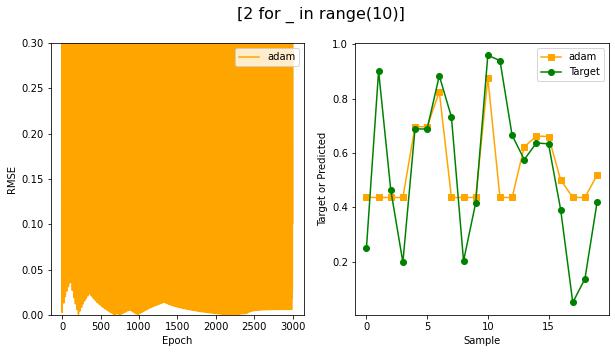 [2 for _ in range(10)]
RMSE
0.30
0.25
0.20
0.15
0.10
0.05
0.00
0 500 1000 1500 2000 2500 3000
Epoch
adam
Target or Predicted
1.0
0.8
0.6
0.4
0.2
0 5 10 15
Sample
adam
Target